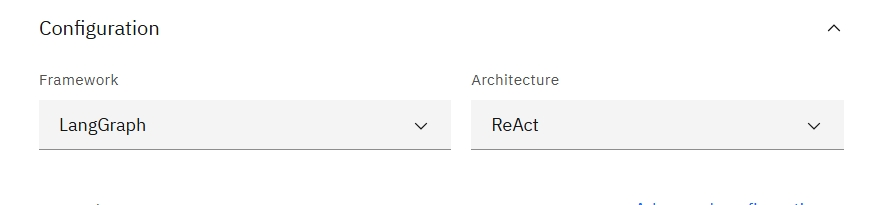 Configuration
Framework
Architecture
LangGraph
ReAct